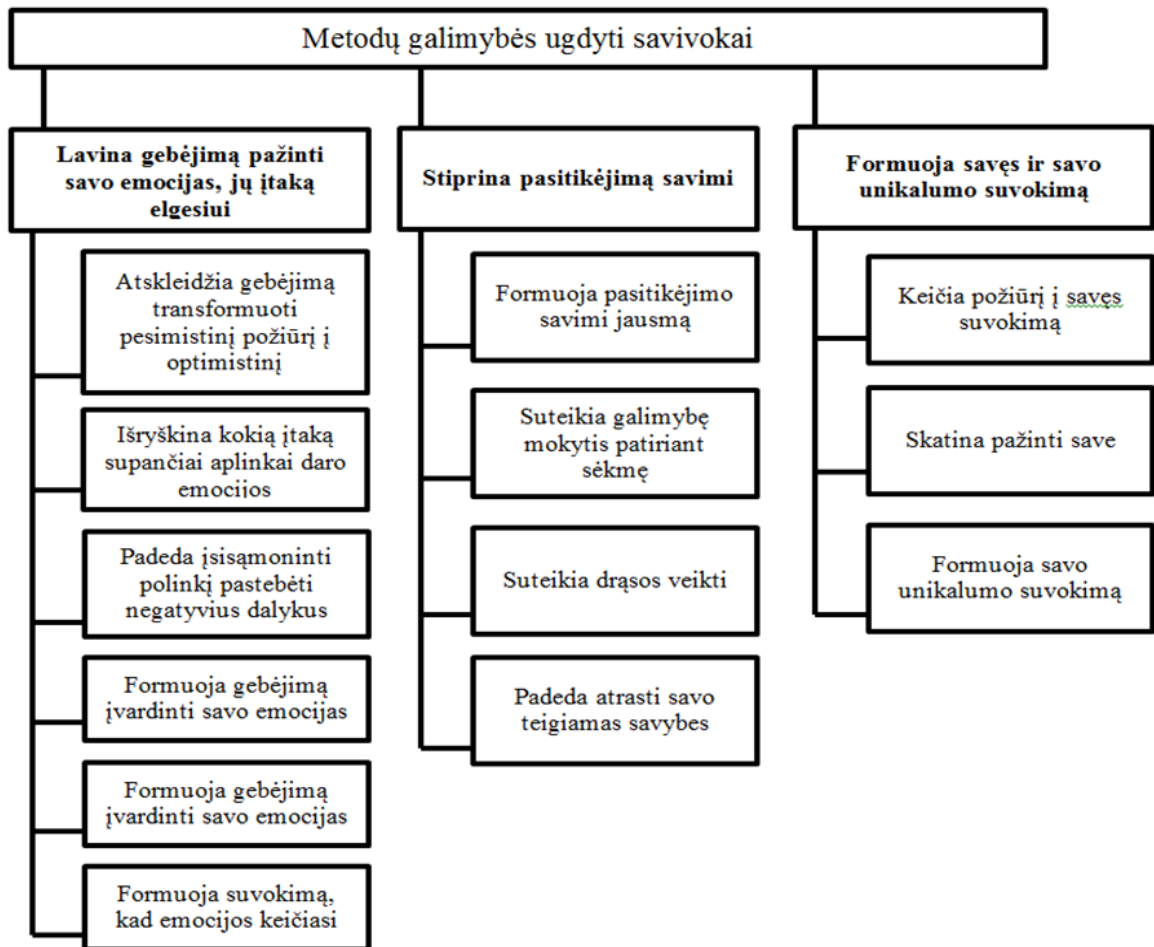 Metodų galimybės ugdyti savivokai
Lavina gebėjimą pažinti
savo emocijas, jų įtaką
elgesiui
Atskleidžia gebėjimą
transformuoti
pesimistinį požiūrį į
optimistinį
Išryškina kokią įtaką
supančiai aplinkai daro
emocijos
Padeda įsisąmoninti
polinkį pastebėti
negatyvius dalykus
Formuoja gebėjimą
įvardinti savo emocijas
Formuoja gebėjimą
įvardinti savo emocijas
Formuoja suvokimą,
kad emocijos keičiasi
Stiprina pasitikėjimą savimi
Formuoja pasitikėjimo
savimi jausmą
Suteikia galimybę
mokytis patiriant
sėkmę
Suteikia drąsos veikti
Padeda atrasti savo
teigiamas savybes
Formuoja savęs ir savo
unikalumo suvokimą
Keičia požiūrį į savęs
suvokimą
Skatina pažinti save
Formuoja savo
unikalumo suvokimą